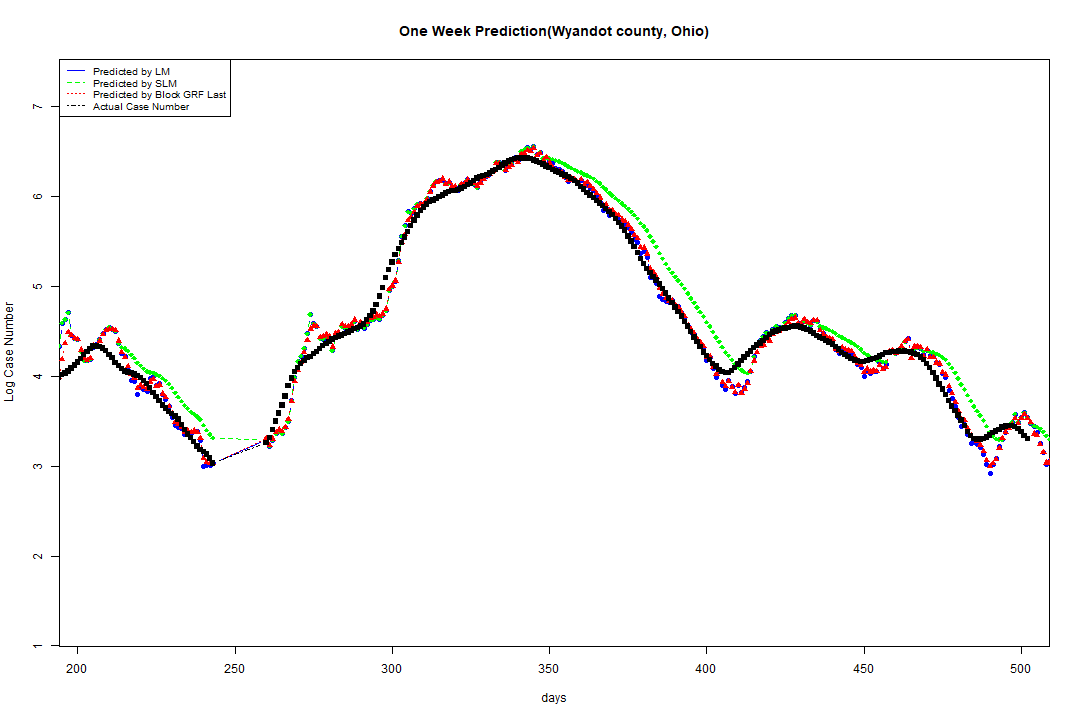 One Week Prediction(Wyandot county, Ohio)
Predicted by LM
Predicted by SLM
Predicted by Block GRF Last
Actual Case Number
7
6
5
4
3
2
1
Log Case Number
200 250 300 350 400 450 500
days